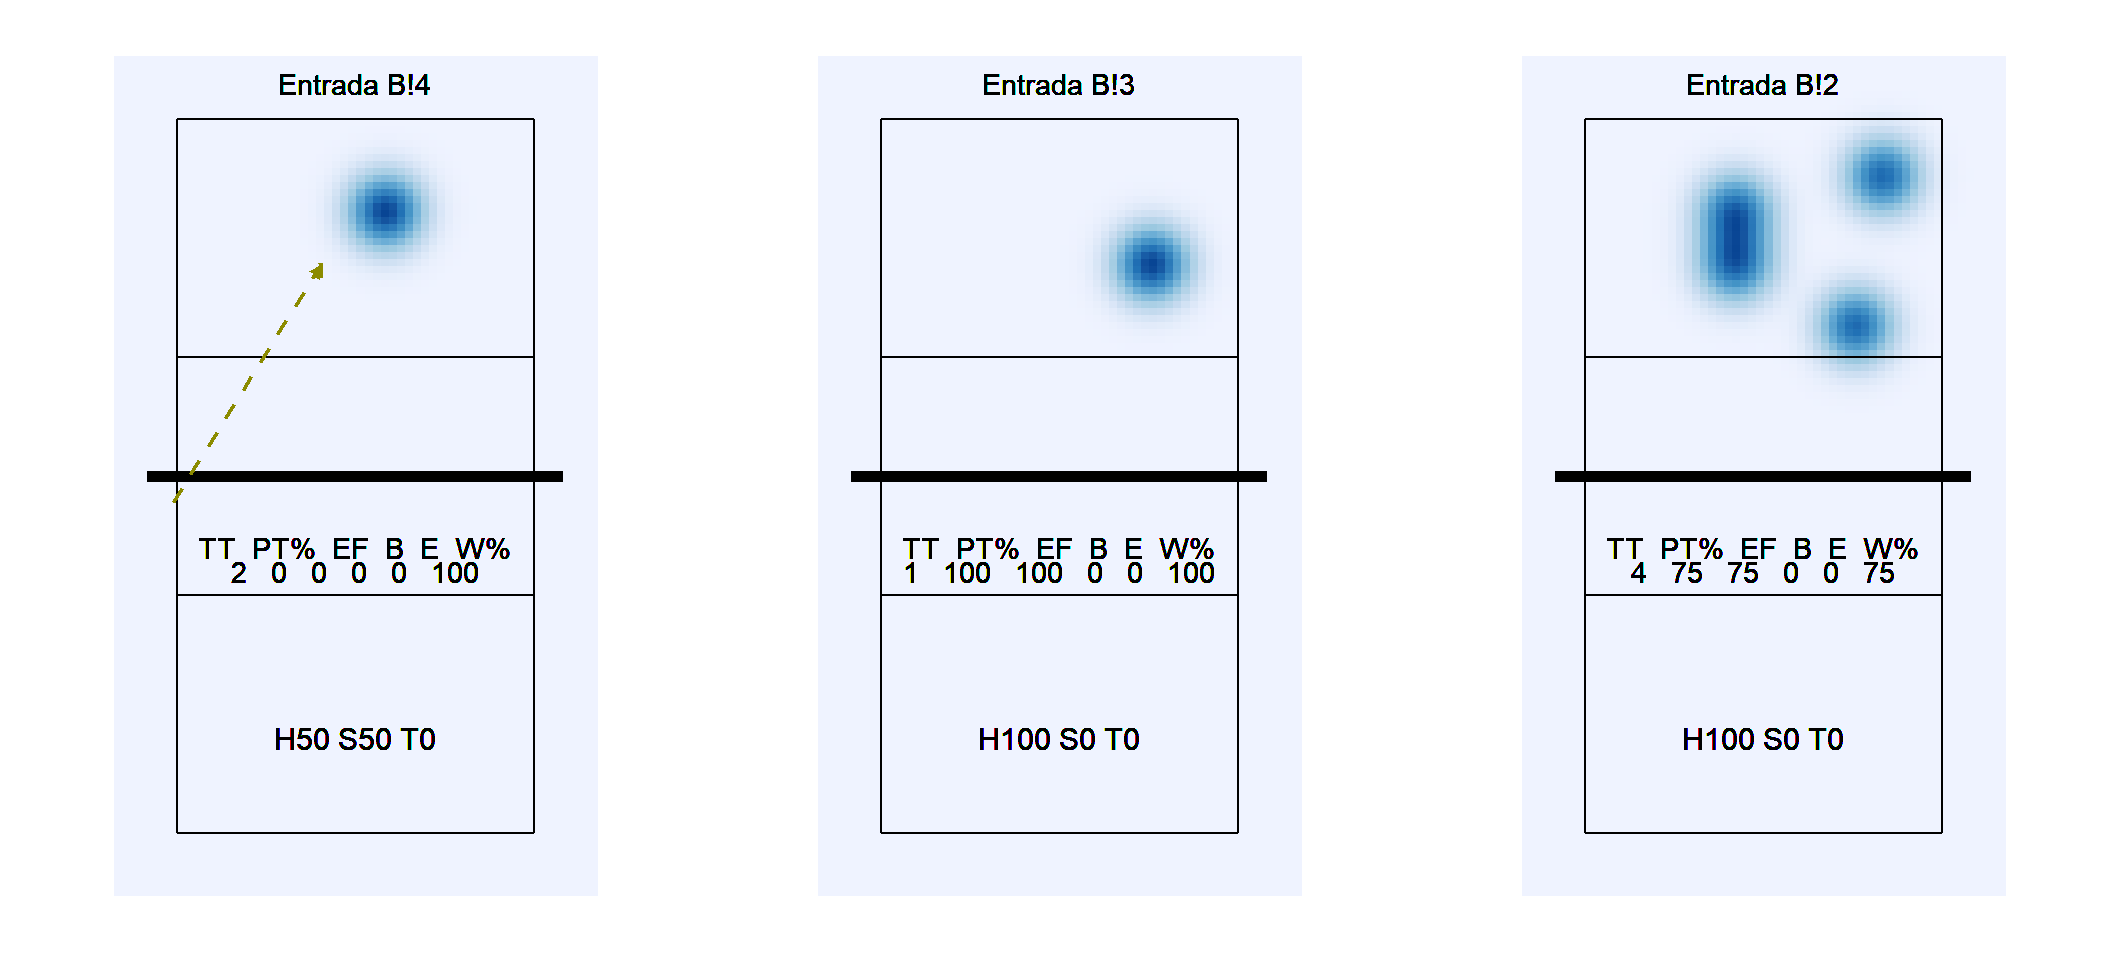 Entrada B!4
TT PT% EF B E W%
2 0 0 0 0 100
H50 S50 T0
Entrada B!3
TT PT% EF B E W%
1 100 100 0 0 100
H100 S0 T0
Entrada B!2
TT PT% EF B E W%
4 75 75 0 0 75
H100 S0 T0